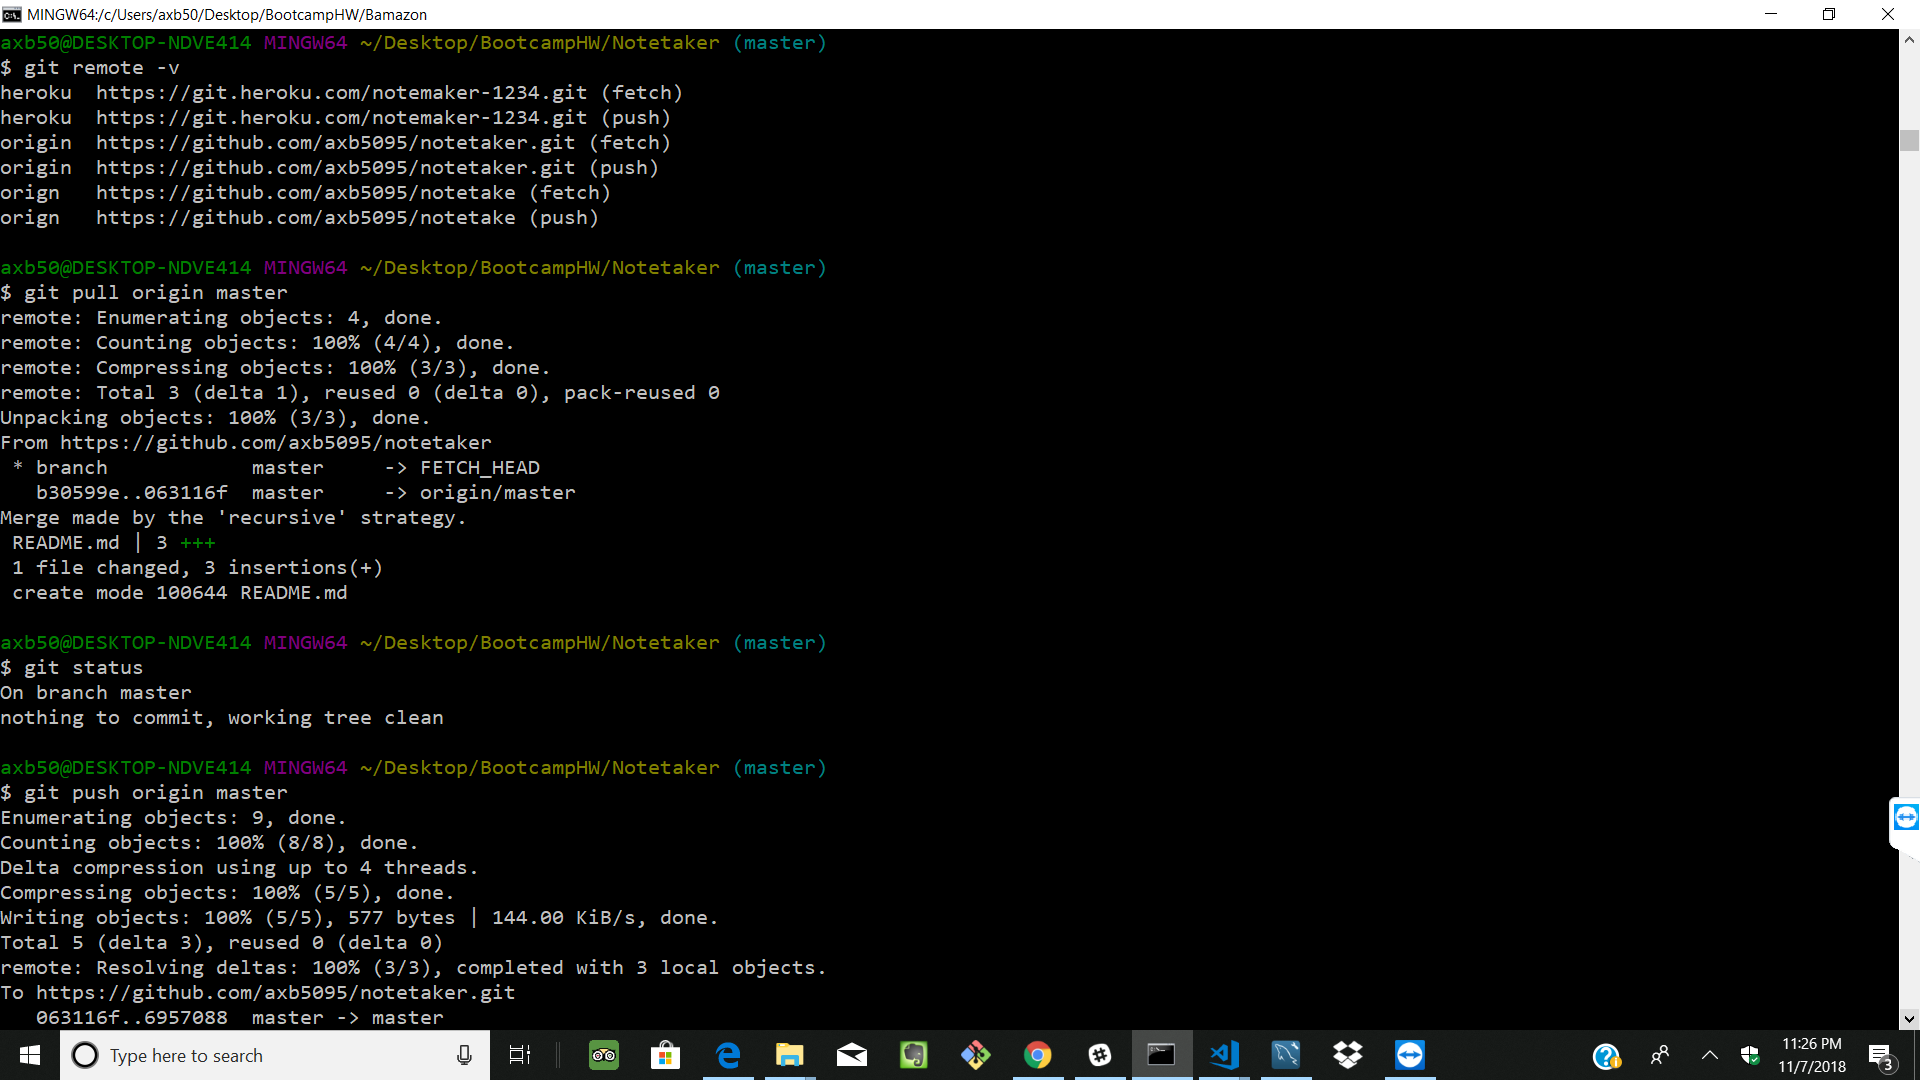 MINGW64:/c/Users/axb50/Desktop/BootcampHW/Bamazon
axb50@DESKTOP-NDVE414 MINGW64 ~/Desktop/BootcampHW/Notetaker (master)
$ git remote -v
heroku  https://git.heroku.com/notemaker-1234.git (fetch)
heroku  https://git.heroku.com/notemaker-1234.git (push)
origin  https://github.com/axb5095/notetaker.git (fetch)
origin  https://github.com/axb5095/notetaker.git (push)
orign   https://github.com/axb5095/notetake (fetch)
orign   https://github.com/axb5095/notetake (push)
axb50@DESKTOP-NDVE414 MINGW64 ~/Desktop/BootcampHW/Notetaker (master)
$ git pull origin master
remote: Enumerating objects: 4, done.
remote: Counting objects: 100% (4/4), done.
remote: Compressing objects: 100% (3/3), done.
remote: Total 3 (delta 1), reused 0 (delta 0), pack-reused 0
Unpacking objects: 100% (3/3), done.
From https://github.com/axb5095/notetaker
 * branch            master     -> FETCH_HEAD
   b30599e..063116f  master     -> origin/master
Merge made by the 'recursive' strategy.
 README.md | 3 +++
 1 file changed, 3 insertions(+)
 create mode 100644 README.md
axb50@DESKTOP-NDVE414 MINGW64 ~/Desktop/BootcampHW/Notetaker (master)
$ git status
On branch master
nothing to commit, working tree clean
axb50@DESKTOP-NDVE414 MINGW64 ~/Desktop/BootcampHW/Notetaker (master)
$ git push origin master
Enumerating objects: 9, done.
Counting objects: 100% (8/8), done.
Delta compression using up to 4 threads.
Compressing objects: 100% (5/5), done.
Writing objects: 100% (5/5), 577 bytes | 144.00 KiB/s, done.
Total 5 (delta 3), reused 0 (delta 0)
remote: Resolving deltas: 100% (3/3), completed with 3 local objects.
To https://github.com/axb5095/notetaker.git
   063116f..6957088  master -> master
Type here to search
11:26 PM
11/7/2018
3